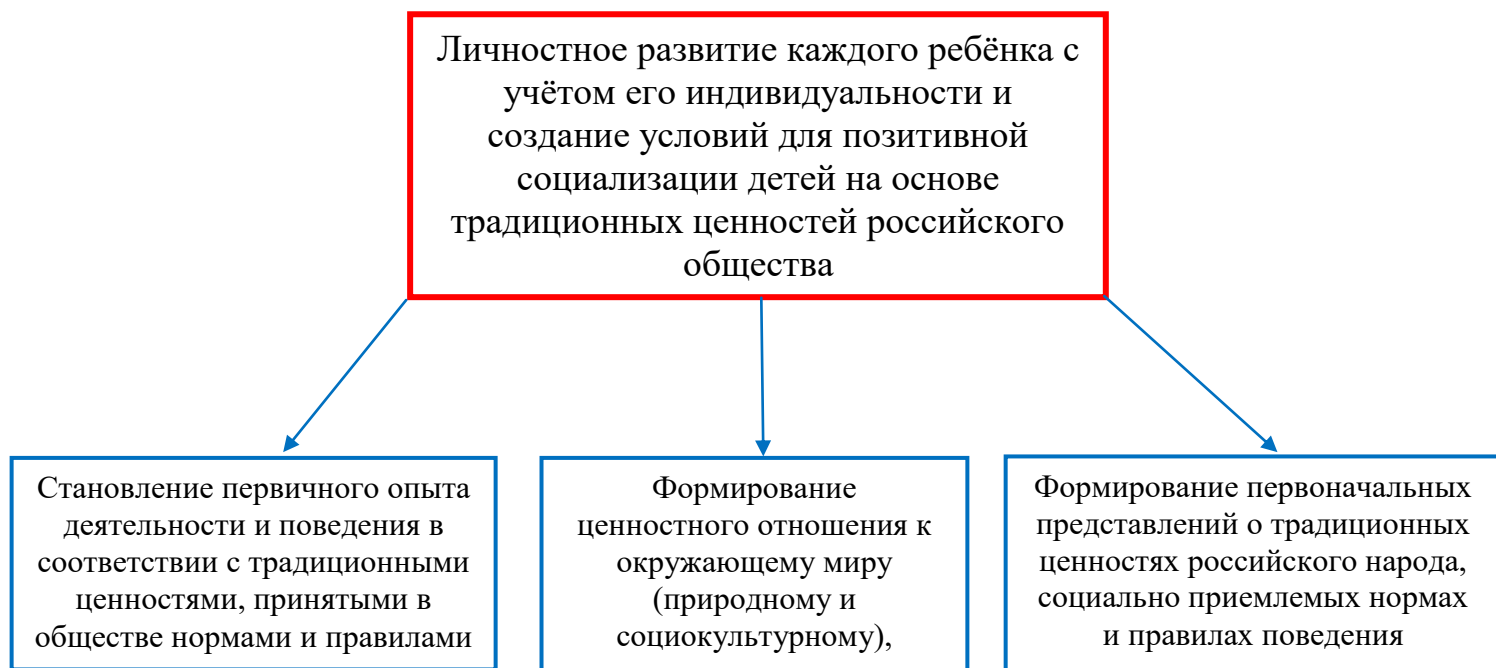 Личностное развитие каждого ребёнка с
учётом его индивидуальности и
создание условий для позитивной
социализации детей на основе
традиционных ценностей российского
общества
Становление первичного опыта
деятельности и поведения в
соответствии с традиционными
ценностями, принятыми в
обществе нормами и правилами
Формирование
ценностного отношения к
окружающему миру
(природному и
социокультурному),
Формирование первоначальных
представлений о традиционных
ценностях российского народа,
социально приемлемых нормах
и правилах поведения